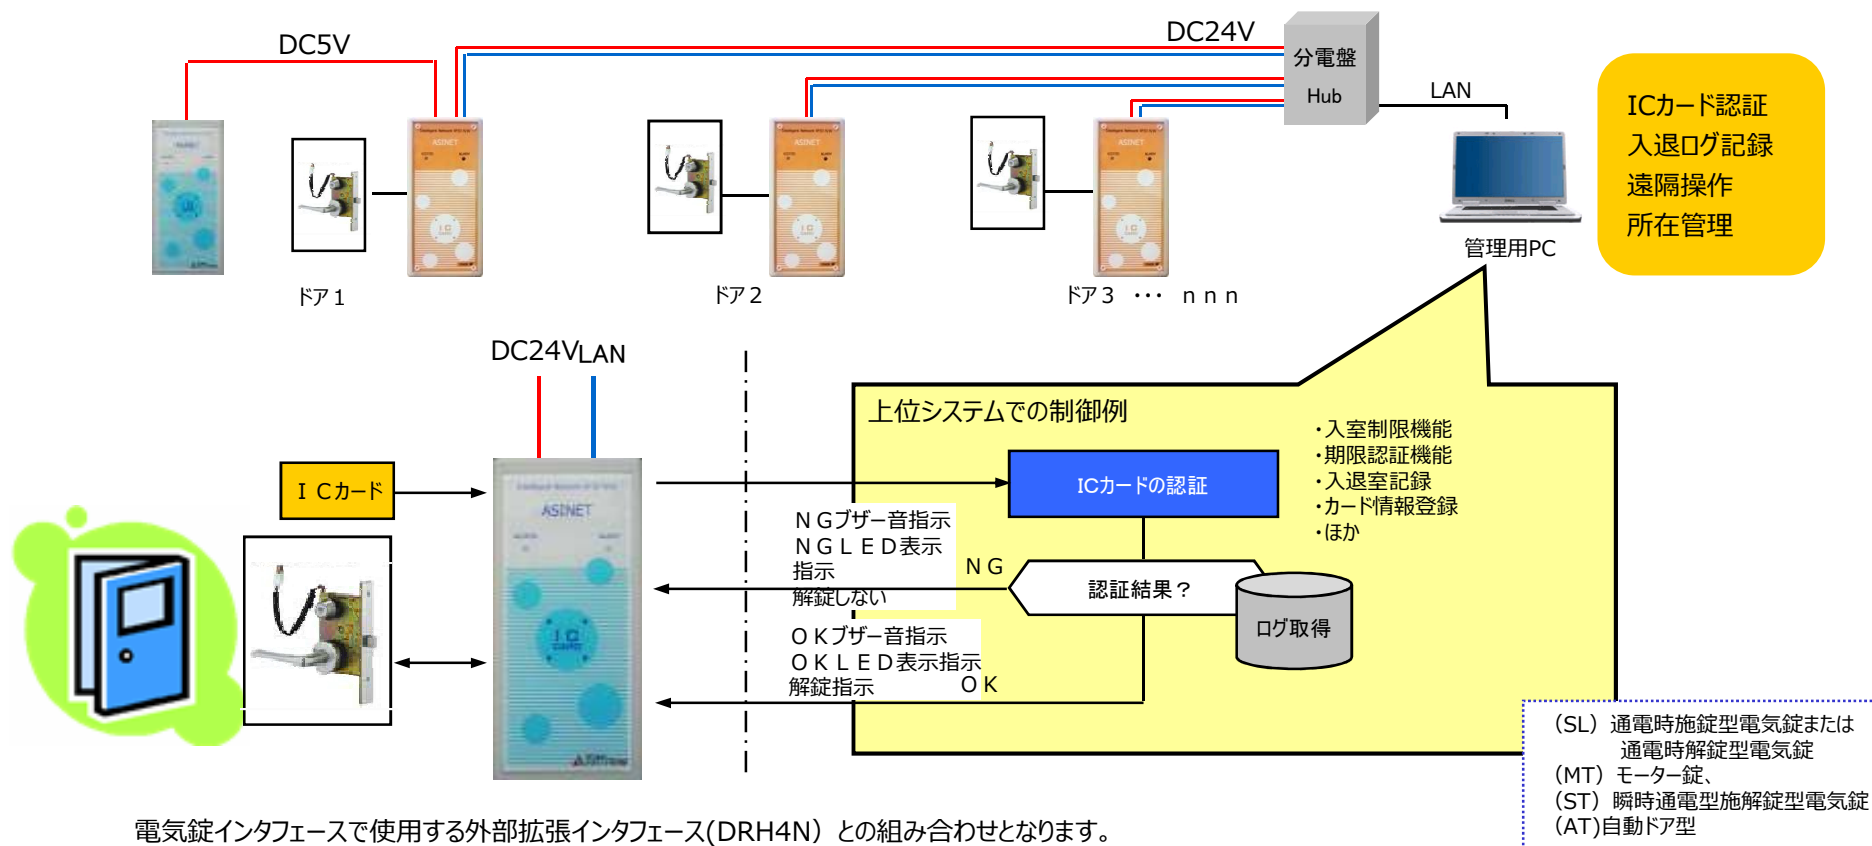 DC5V
DC24V
分電盤
Hub
LAN
ICカード認証
入退ログ記録
遠隔操作
所在管理
ASINET
ASINET
ASINET
管理用PC
ドア１
ドア２
ドア３ ・・・ ｎｎｎ
DC24V
LAN
上位システムでの制御例
・入室制限機能
・期限認証機能
・入退室記録
・カード情報登録
・ほか
ＩＣカード
ASINET
IC
CARD
ICカードの認証
ＮＧブザー音指示
ＮＧＬＥＤ表示
指示
解錠しない
ＮＧ
認証結果？
ログ取得
ＯＫブザー音指示
ＯＫＬＥＤ表示指示
解錠指示
ＯＫ
（SL）通電時施錠型電気錠または
通電時解錠型電気錠
（MT）モーター錠、
（ST）瞬時通電型施解錠型電気錠
（AT)自動ドア型
電気錠インタフェースで使用する外部拡張インタフェース(DRH4N）との組み合わせとなります。